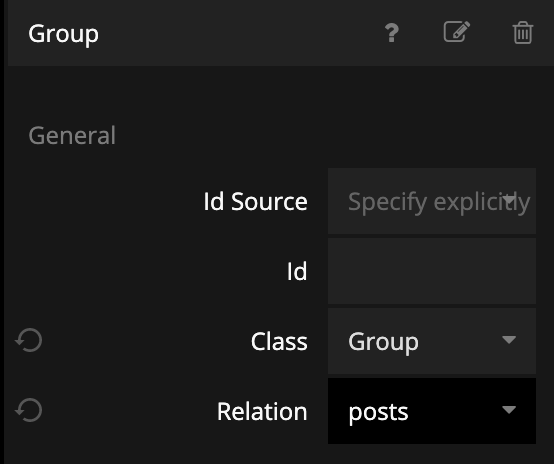 Group ?
General
Id Source Specify explicitly
Id
Class Group
Relation posts